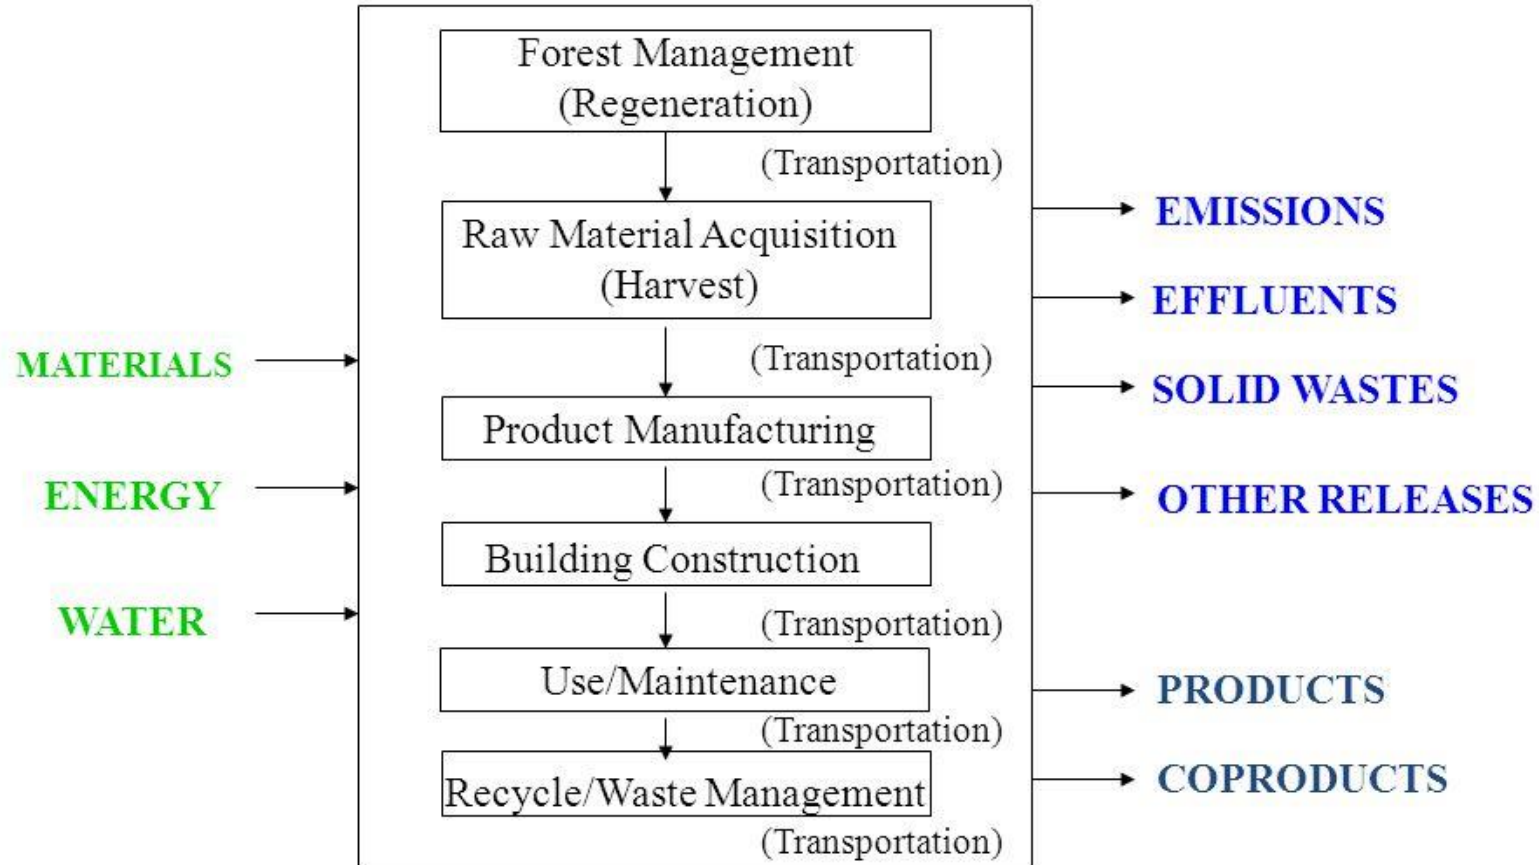 Forest Management
(Regeneration)
(Transportation)
Raw Material Acquisition
(Harvest)
(Transportation)
Product Manufacturing
(Transportation)
Building Construction
(Transportation)
Use/Maintenance
(Transportation)
Recycle/Waste Management
(Transportation)
MATERIALS
ENERGY
WATER
EMISSIONS
EFFLUENTS
SOLID WASTES
OTHER RELEASES
PRODUCTS
COPRODUCTS